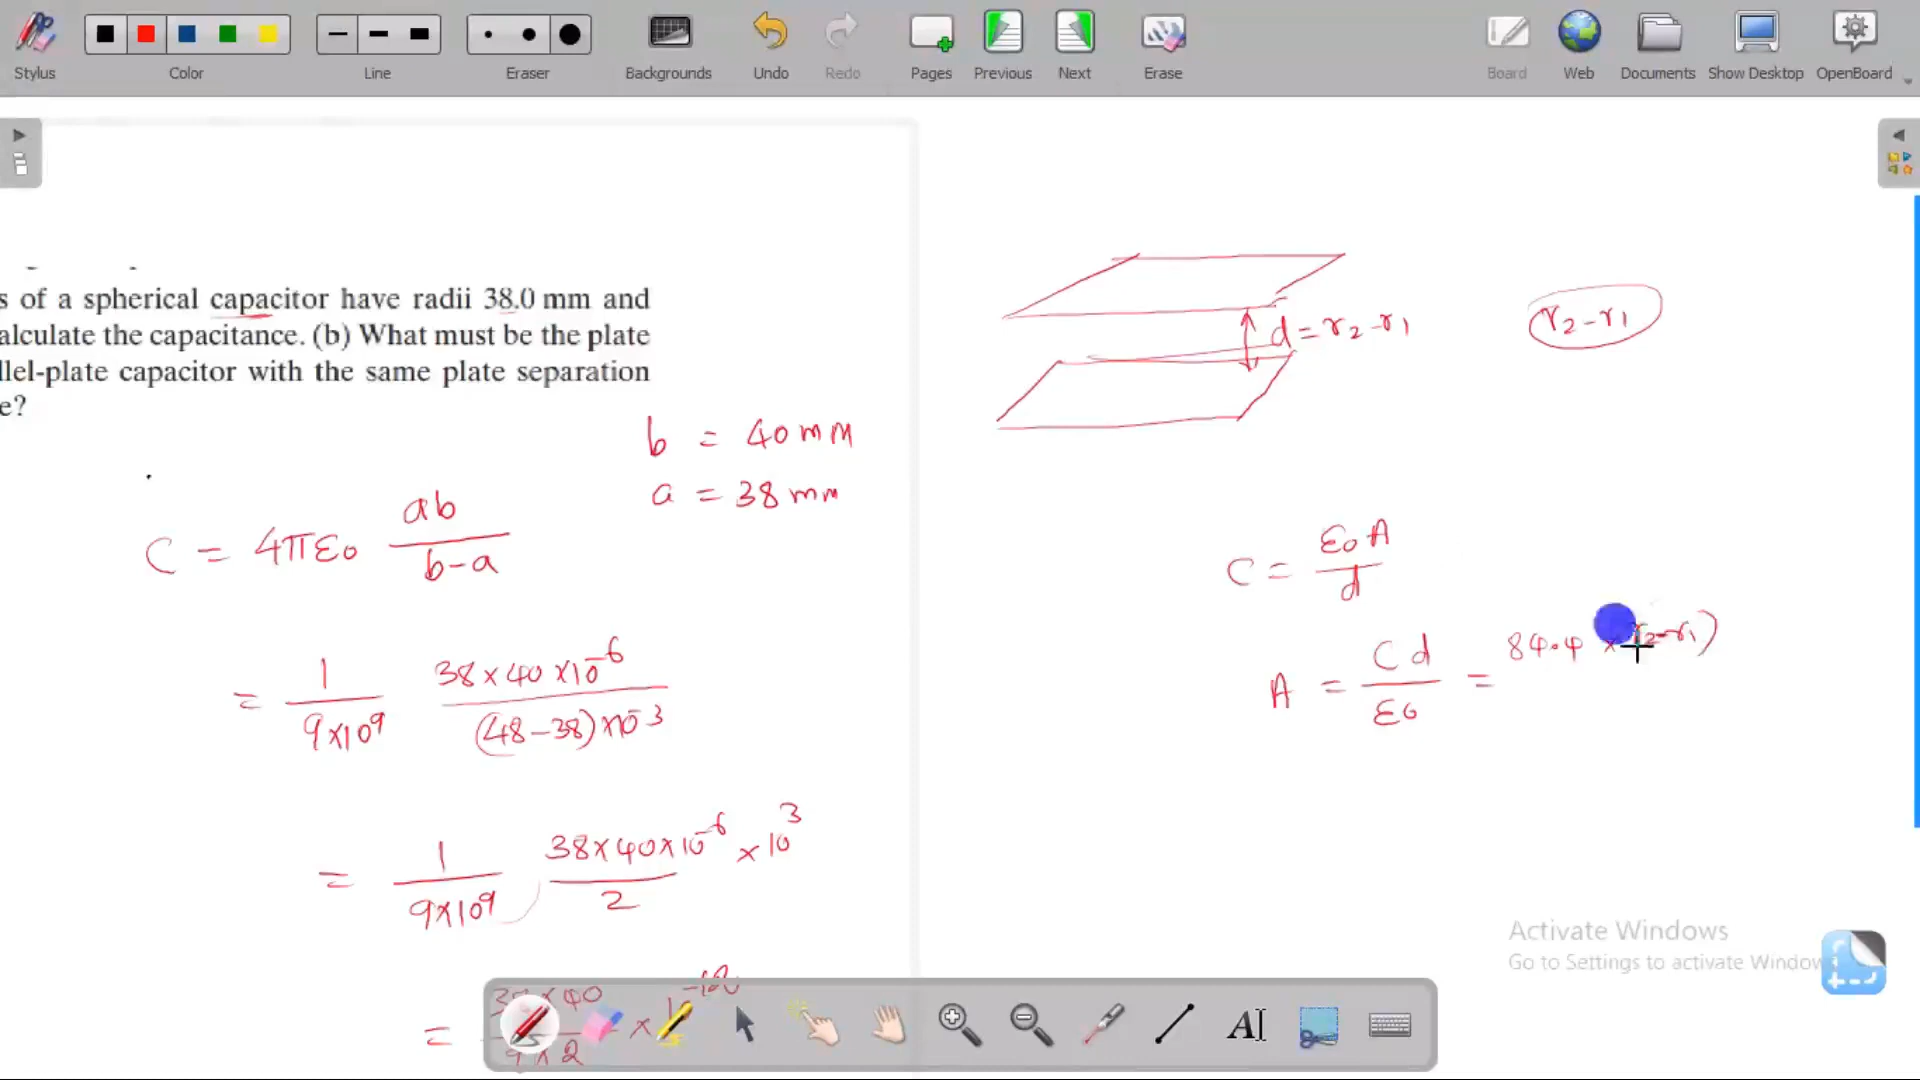 Stylus
Color
Line
Eraser
Backgrounds
Undo
Redo
Pages
Previous
Next
Erase
Board
Web
Documents
Show Desktop
OpenBoard
s of a spherical capacitor have radii 38.0 mm and
alculate the capacitance. (b) What must be the plate
llel-plate capacitor with the same plate separation
e?
b = 40 mm
a = 38 mm
C = 4πε₀ ab / b-a
= 1 / 9×10⁹ 38×40×10⁻⁶ / (48-38)×10⁻³
= 1 / 9×10⁹ 38×40×10⁻⁶ / 2 ×10³
d = r₂-r₁
r₂-r₁
C = ε₀A / d
A = Cd / ε₀ = 84.4 × r₂-r₁)
Activate Windows
Go to Settings to activate Window